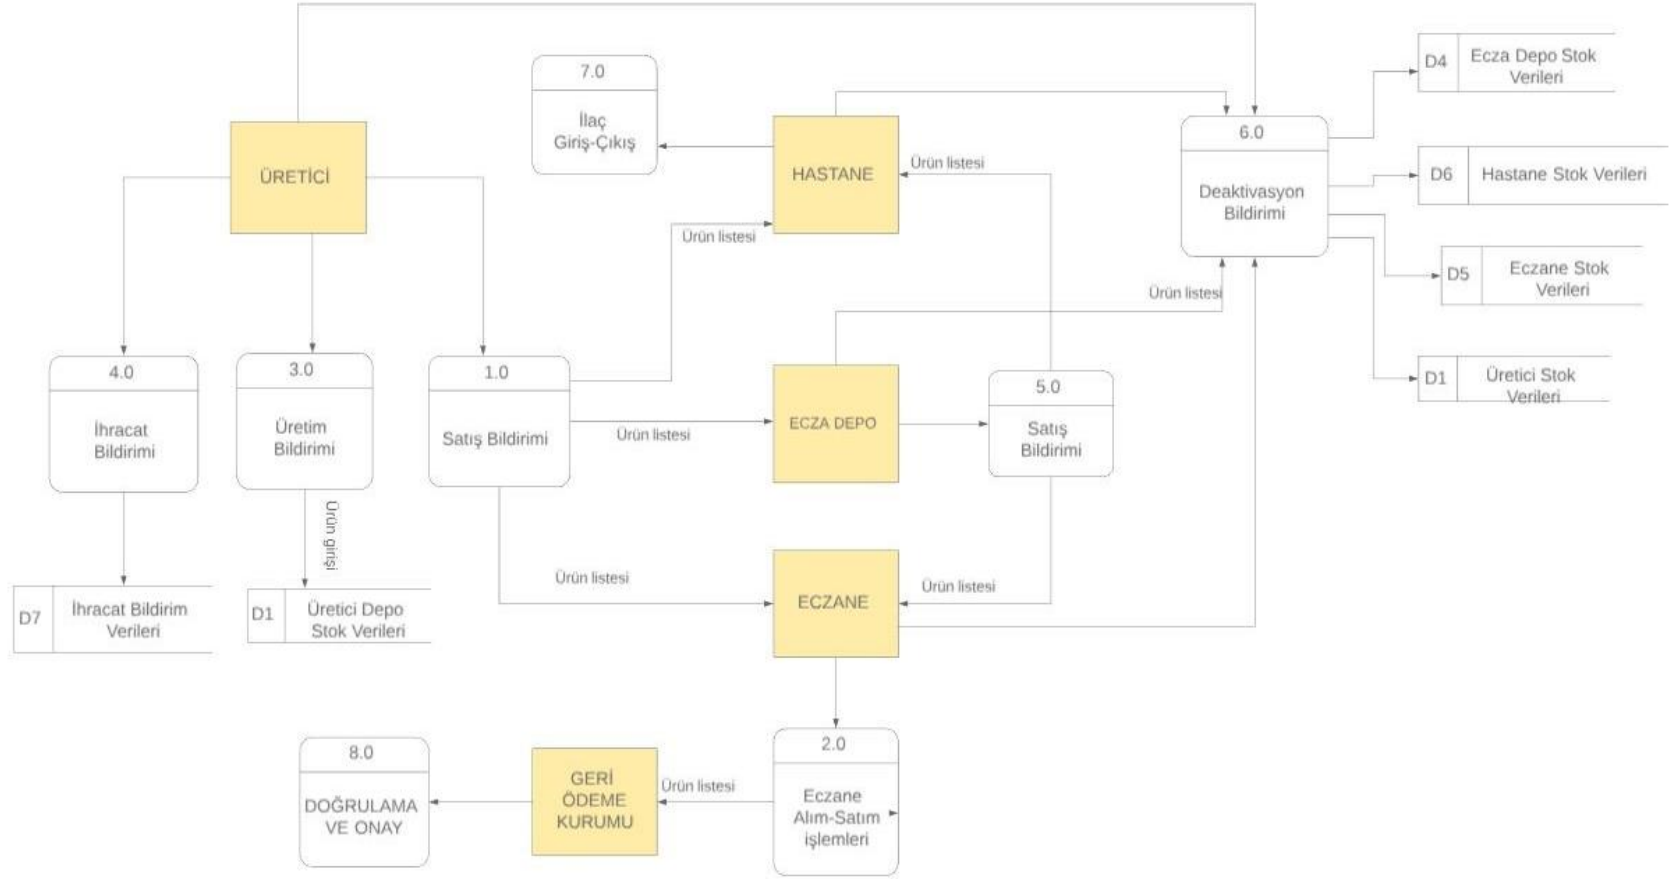 7.0
İlaç
Giriş-Çıkış
D4
Ecza Depo Stok
Verileri
ÜRETİCİ
HASTANE
Ürün listesi
6.0
Deaktivasyon
Bildirimi
D6
Hastane Stok Verileri
Ürün listesi
D5
Eczane Stok
Verileri
Ürün listesi
D1
Üretici Stok
Verileri
4.0
İhracat
Bildirimi
3.0
Üretim
Bildirimi
1.0
Satış Bildirimi
Ürün listesi
ECZA DEPO
5.0
Satış
Bildirimi
Ürün girişi
D7
İhracat Bildirim
Verileri
D1
Üretici Depo
Stok Verileri
Ürün listesi
ECZANE
Ürün listesi
8.0
DOĞRULAMA
VE ONAY
GERİ
ÖDEME
KURUMU
Ürün listesi
2.0
Eczane
Alım-Satım
işlemleri